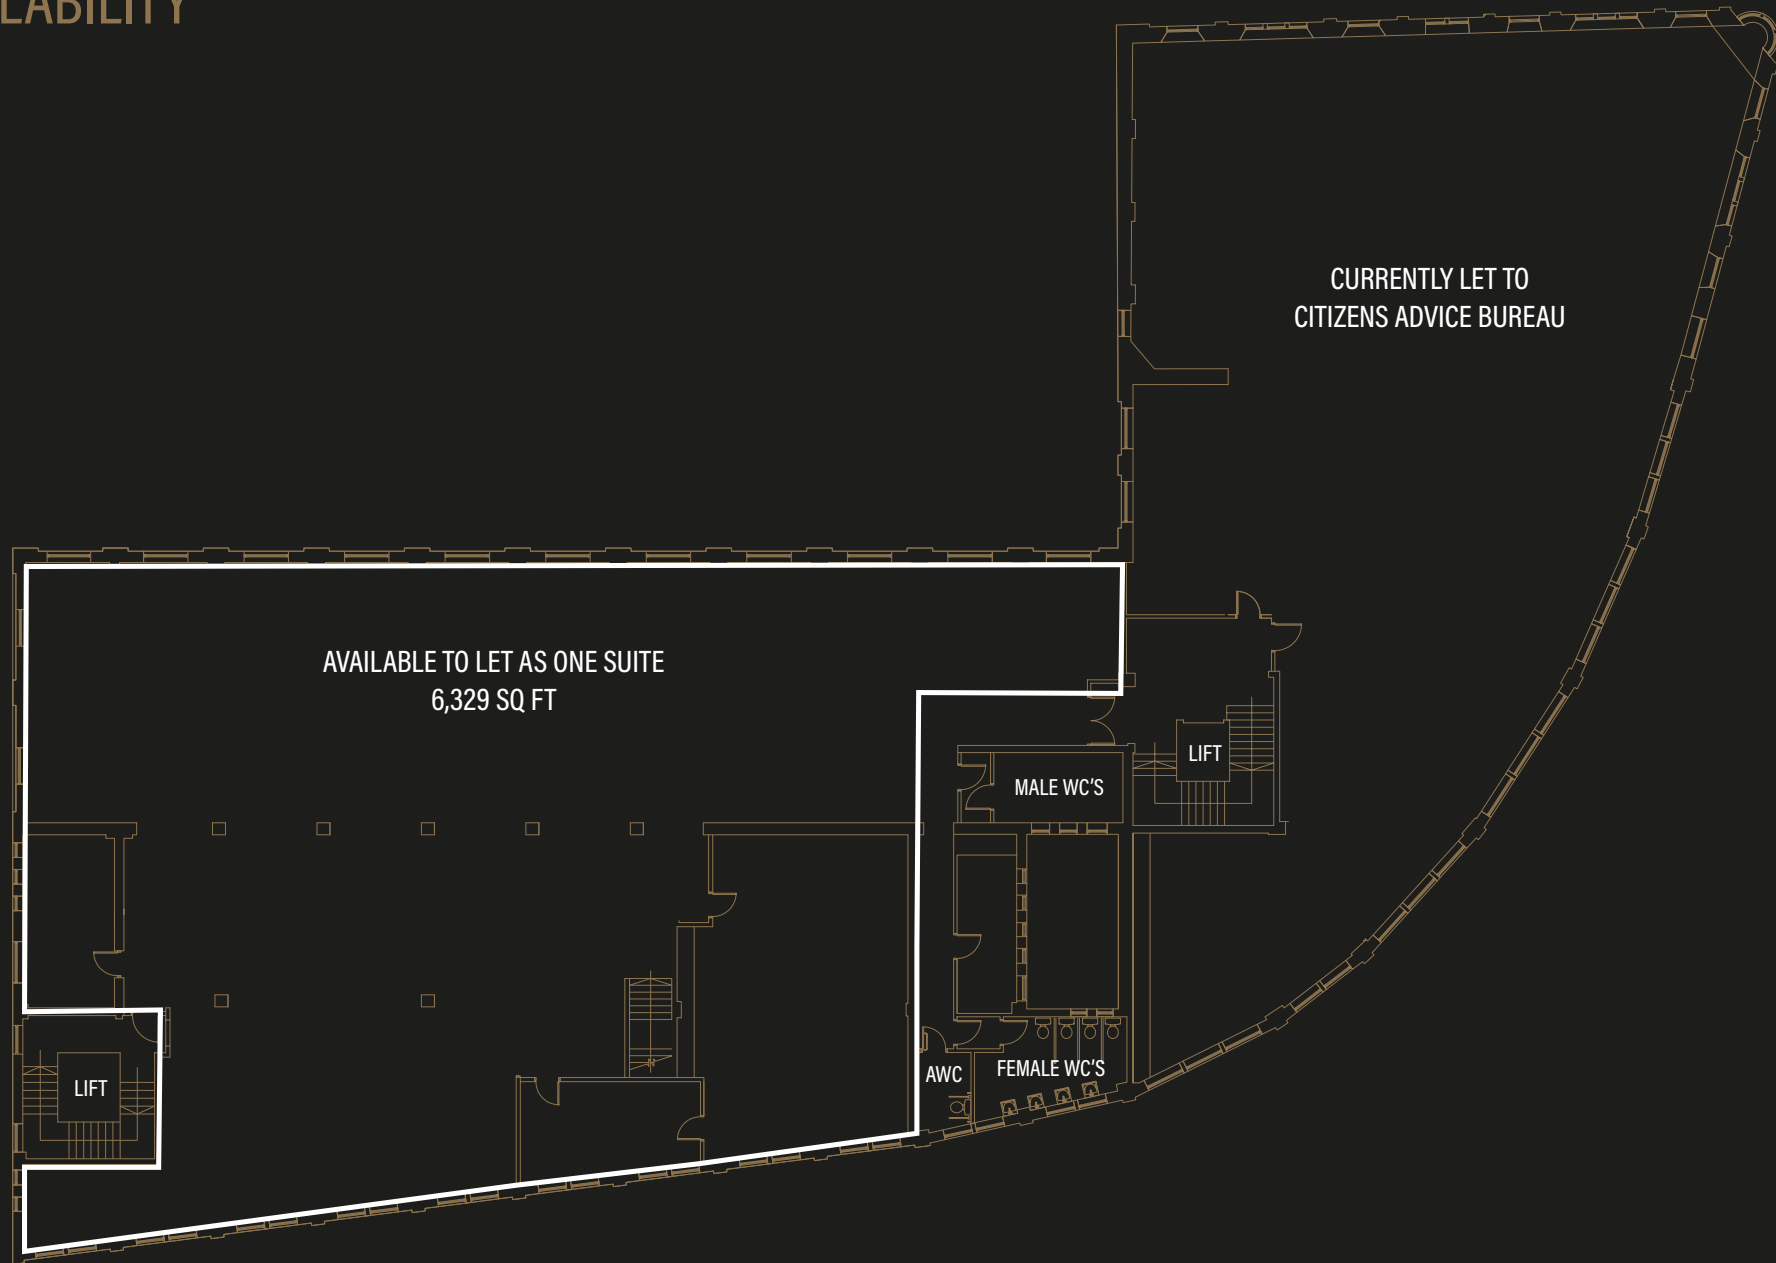 LABILITY
CURRENTLY LET TO
CITIZENS ADVICE BUREAU
AVAILABLE TO LET AS ONE SUITE
6,329 SQ FT
LIFT
MALE WC'S
LIFT
AWC
FEMALE WC'S